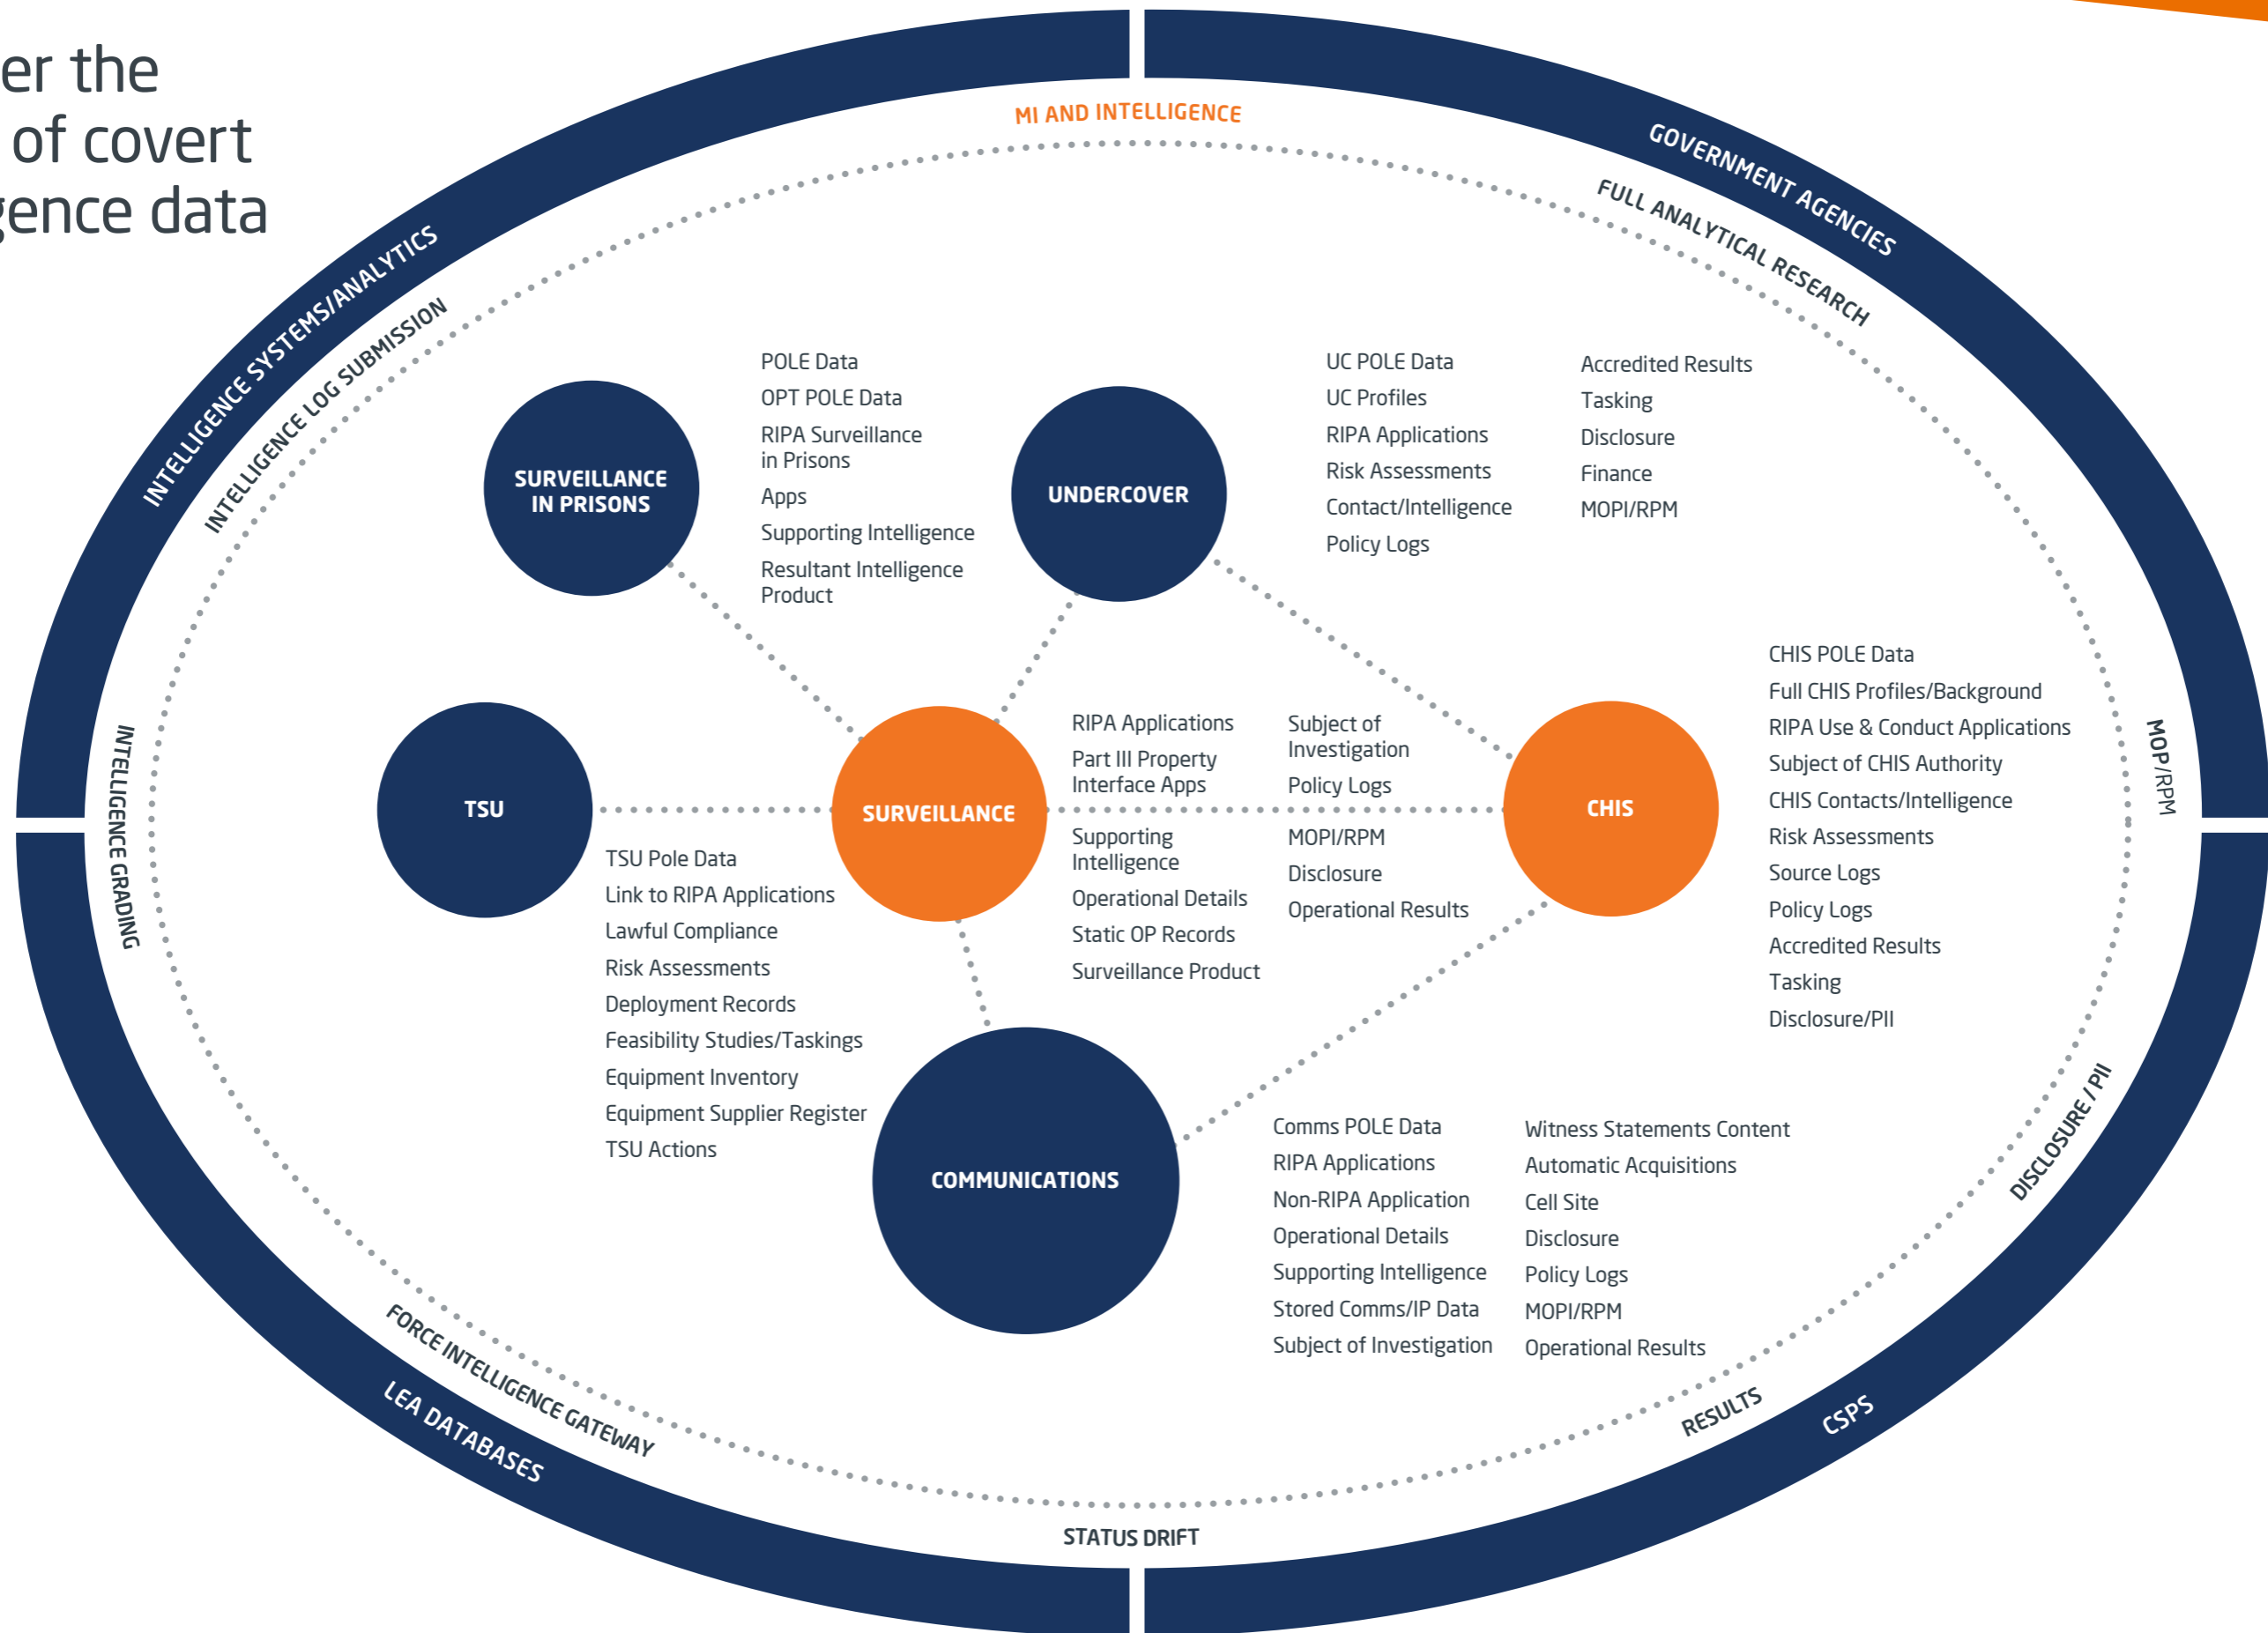 er the
of covert
gence data
MI AND INTELLIGENCE
GOVERNMENT AGENCIES
FULL ANALYTICAL RESEARCH
INTELLIGENCE SYSTEMS/ANALYTICS
INTELLIGENCE LOG SUBMISSION
SURVEILLANCE
IN PRISONS
POLE Data
OPT POLE Data
RIPA Surveillance
in Prisons
Apps
Supporting Intelligence
Resultant Intelligence
Product
UNDERCOVER
UC POLE Data
UC Profiles
RIPA Applications
Risk Assessments
Contact/Intelligence
Policy Logs
Accredited Results
Tasking
Disclosure
Finance
MOPI/RPM
INTELLIGENCE GRADING
TSU
TSU Pole Data
Link to RIPA Applications
Lawful Compliance
Risk Assessments
Deployment Records
Feasibility Studies/Taskings
Equipment Inventory
Equipment Supplier Register
TSU Actions
SURVEILLANCE
RIPA Applications
Part III Property
Interface Apps
Supporting
Intelligence
Operational Details
Static OP Records
Surveillance Product
Subject of
Investigation
Policy Logs
MOPI/RPM
Disclosure
Operational Results
CHIS
CHIS POLE Data
Full CHIS Profiles/Background
RIPA Use & Conduct Applications
Subject of CHIS Authority
CHIS Contacts/Intelligence
Risk Assessments
Source Logs
Policy Logs
Accredited Results
Tasking
Disclosure/PII
MOP/RPM
DISCLOSURE / PII
COMMUNICATIONS
Comms POLE Data
RIPA Applications
Non-RIPA Application
Operational Details
Supporting Intelligence
Stored Comms/IP Data
Subject of Investigation
Witness Statements Content
Automatic Acquisitions
Cell Site
Disclosure
Policy Logs
MOPI/RPM
Operational Results
FORCE INTELLIGENCE GATEWAY
LEA DATABASES
RESULTS
CSPS
STATUS DRIFT